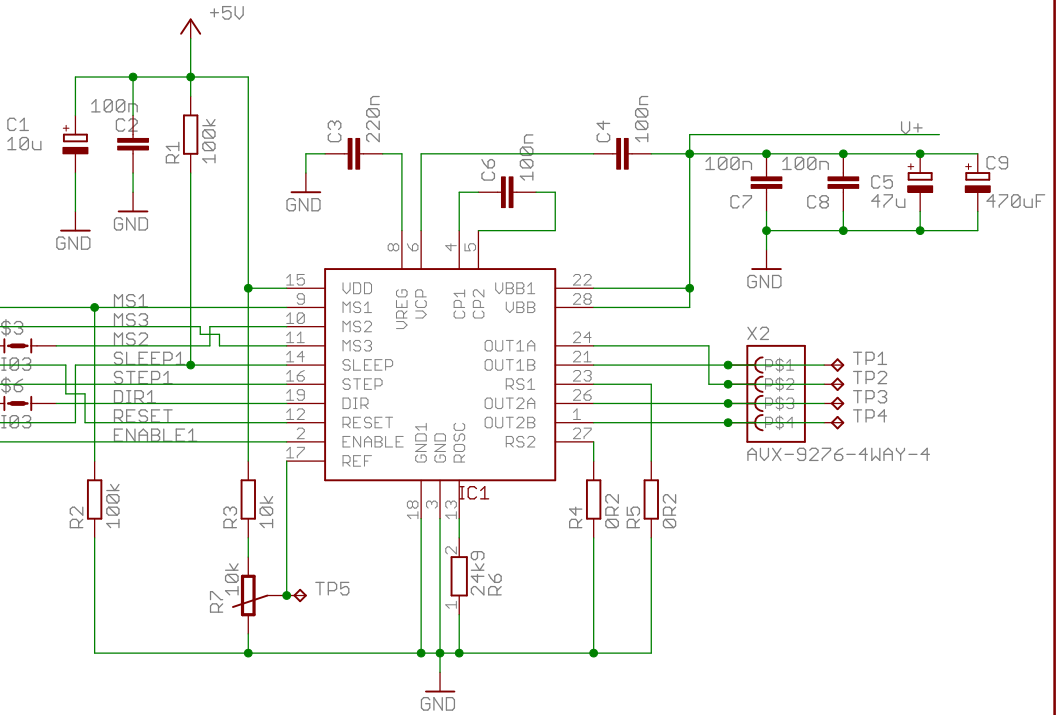 +5V
100n
C1
10u
C2
R1
100k
C3
220n
C6
100n
C4
100n
V+
100n
100n
C7
C8
C5
47u
C9
470uF
GND
GND
GND
GND
8
6
4
5
15
9
10
11
14
16
19
12
2
17
VDD
MS1
MS2
MS3
SLEEP
STEP
DIR
RESET
ENABLE
REF
VREG
VCP
CP1
CP2
VBB1
VBB
OUT1A
OUT1B
RS1
OUT2A
OUT2B
RS2
GND1
GND
ROSC
22
28
24
21
23
26
1
27
MS1
MS3
MS2
SLEEP1
STEP1
DIR1
RESET
ENABLE1
$3
I03
$6
I03
X2
P$1
P$2
P$3
P$4
TP1
TP2
TP3
TP4
AVX-9276-4WAY-4
IC1
18
3
13
R2
100k
R3
10k
R7
10k
TP5
2
1
24k9
R6
R4
0R2
R5
0R2
GND